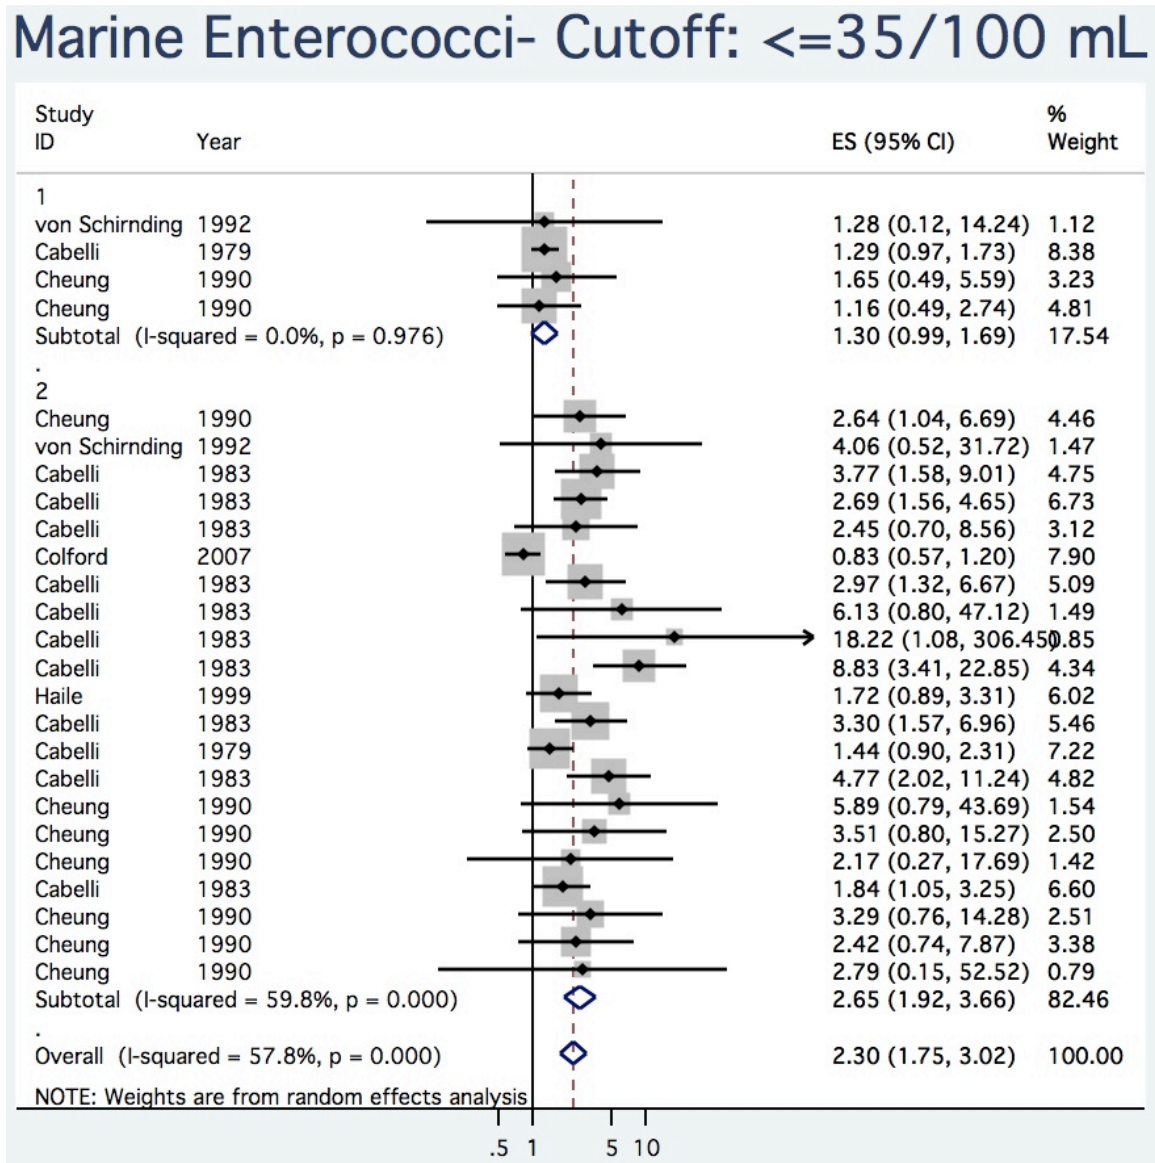 Marine Enterococci- Cutoff: <=35/100 mL
Study %
ID Year ES (95% CI) Weight
1
von Schirnding 1992 1.28 (0.12, 14.24) 1.12
Cabelli 1979 1.29 (0.97, 1.73) 8.38
Cheung 1990 1.65 (0.49, 5.59) 3.23
Cheung 1990 1.16 (0.49, 2.74) 4.81
Subtotal (I-squared = 0.0%, p = 0.976) 1.30 (0.99, 1.69) 17.54
.
2
Cheung 1990 2.64 (1.04, 6.69) 4.46
von Schirnding 1992 4.06 (0.52, 31.72) 1.47
Cabelli 1983 3.77 (1.58, 9.01) 4.75
Cabelli 1983 2.69 (1.56, 4.65) 6.73
Cabelli 1983 2.45 (0.70, 8.56) 3.12
Colford 2007 0.83 (0.57, 1.20) 7.90
Cabelli 1983 2.97 (1.32, 6.67) 5.09
Cabelli 1983 6.13 (0.80, 47.12) 1.49
Cabelli 1983 18.22 (1.08, 306.45) 0.85
Cabelli 1983 8.83 (3.41, 22.85) 4.34
Haile 1999 1.72 (0.89, 3.31) 6.02
Cabelli 1983 3.30 (1.57, 6.96) 5.46
Cabelli 1979 1.44 (0.90, 2.31) 7.22
Cabelli 1983 4.77 (2.02, 11.24) 4.82
Cheung 1990 5.89 (0.79, 43.69) 1.54
Cheung 1990 3.51 (0.80, 15.27) 2.50
Cheung 1990 2.17 (0.27, 17.69) 1.42
Cabelli 1983 1.84 (1.05, 3.25) 6.60
Cheung 1990 3.29 (0.76, 14.28) 2.51
Cheung 1990 2.42 (0.74, 7.87) 3.38
Cheung 1990 2.79 (0.15, 52.52) 0.79
Subtotal (I-squared = 59.8%, p = 0.000) 2.65 (1.92, 3.66) 82.46
.
Overall (I-squared = 57.8%, p = 0.000) 2.30 (1.75, 3.02) 100.00
NOTE: Weights are from random effects analysis
.5 1 5 10